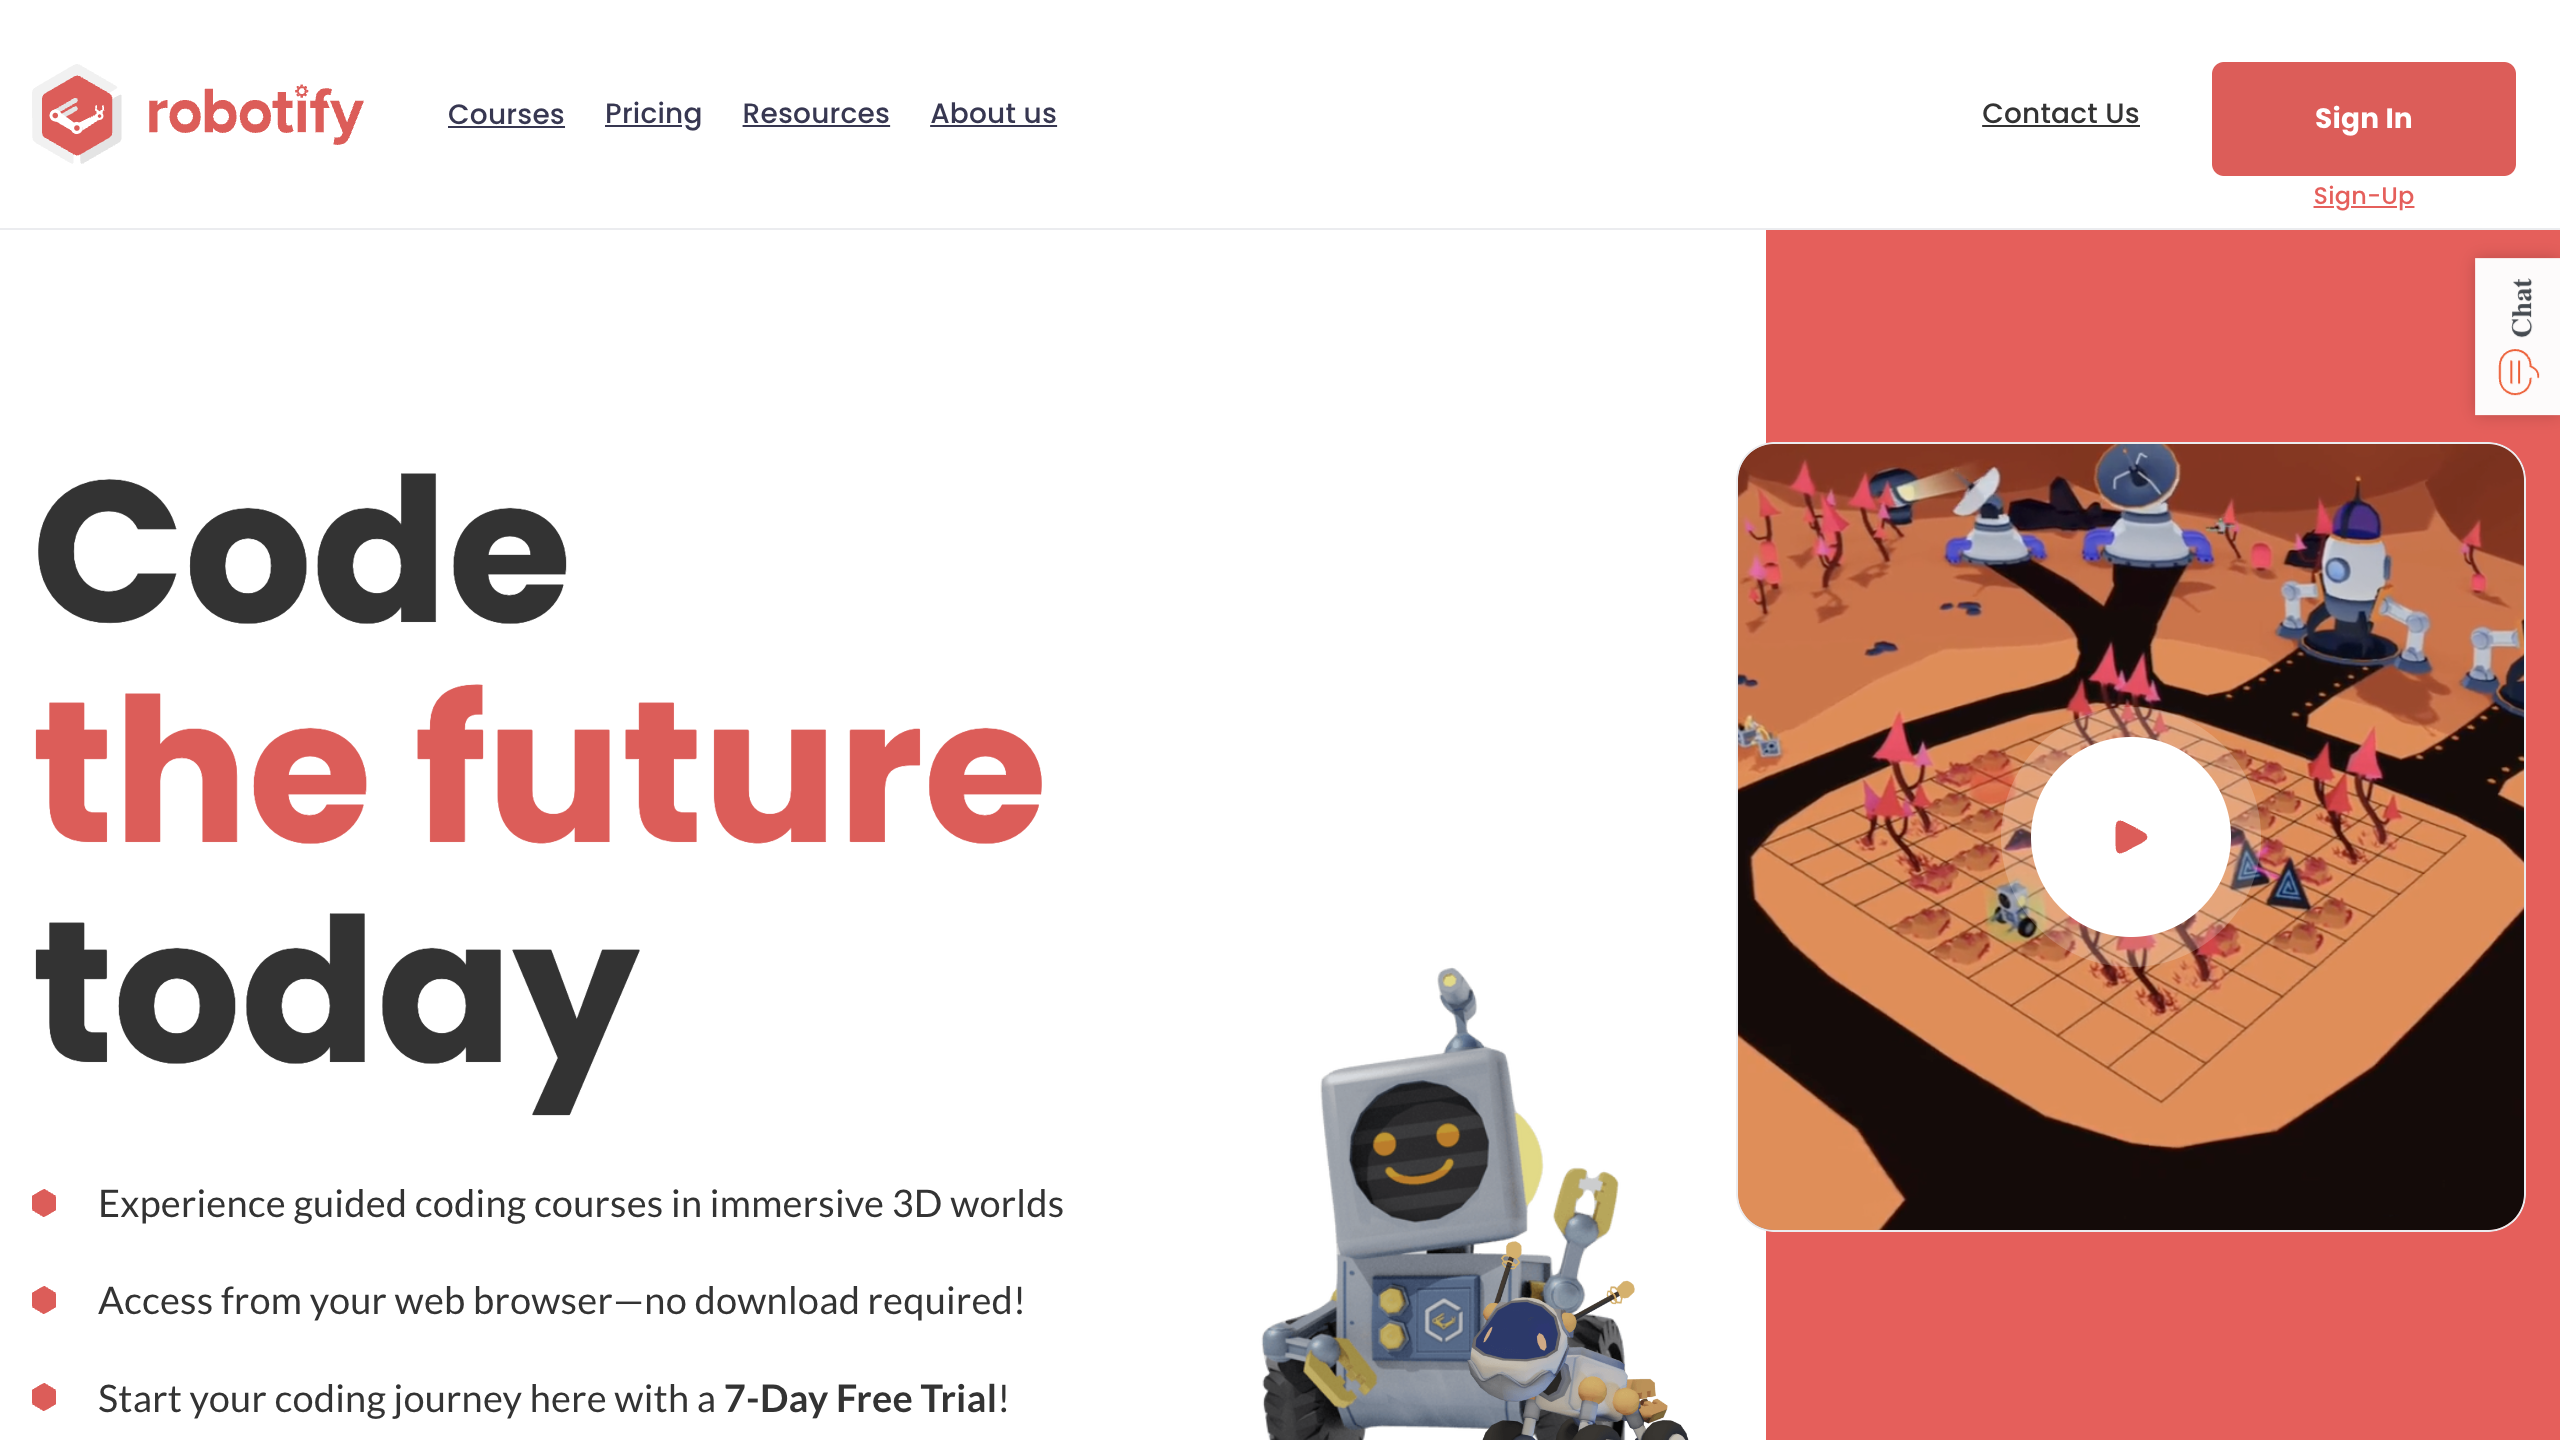 robotify
Courses
Pricing
Resources
About us
Contact Us
Sign In
Sign-Up
Chat
Code
the future
today
Experience guided coding courses in immersive 3D worlds
Access from your web browser—no download required!
Start your coding journey here with a 7-Day Free Trial!